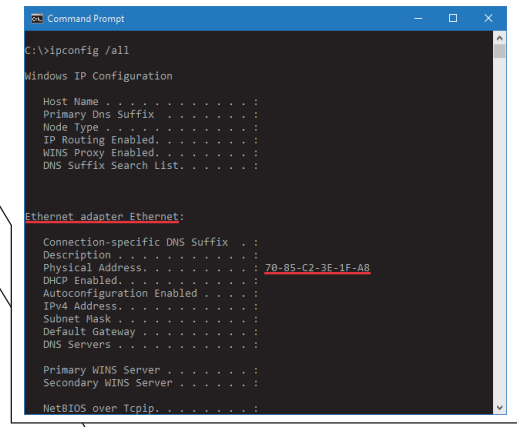 Command Prompt
C:\>ipconfig /all
Windows IP Configuration
Host Name . . . . . . . . . . . . :
Primary Dns Suffix . . . . . . . :
Node Type . . . . . . . . . . . . :
IP Routing Enabled. . . . . . . . :
WINS Proxy Enabled. . . . . . . . :
DNS Suffix Search List. . . . . . :
Ethernet adapter Ethernet:
Connection-specific DNS Suffix . :
Description . . . . . . . . . . . :
Physical Address. . . . . . . . . : 70-85-C2-3E-1F-A8
DHCP Enabled. . . . . . . . . . . :
Autoconfiguration Enabled . . . . :
IPv4 Address. . . . . . . . . . . :
Subnet Mask . . . . . . . . . . . :
Default Gateway . . . . . . . . . :
DNS Servers . . . . . . . . . . . :
Primary WINS Server . . . . . . . :
Secondary WINS Server . . . . . . :
NetBIOS over Tcpip. . . . . . . . :